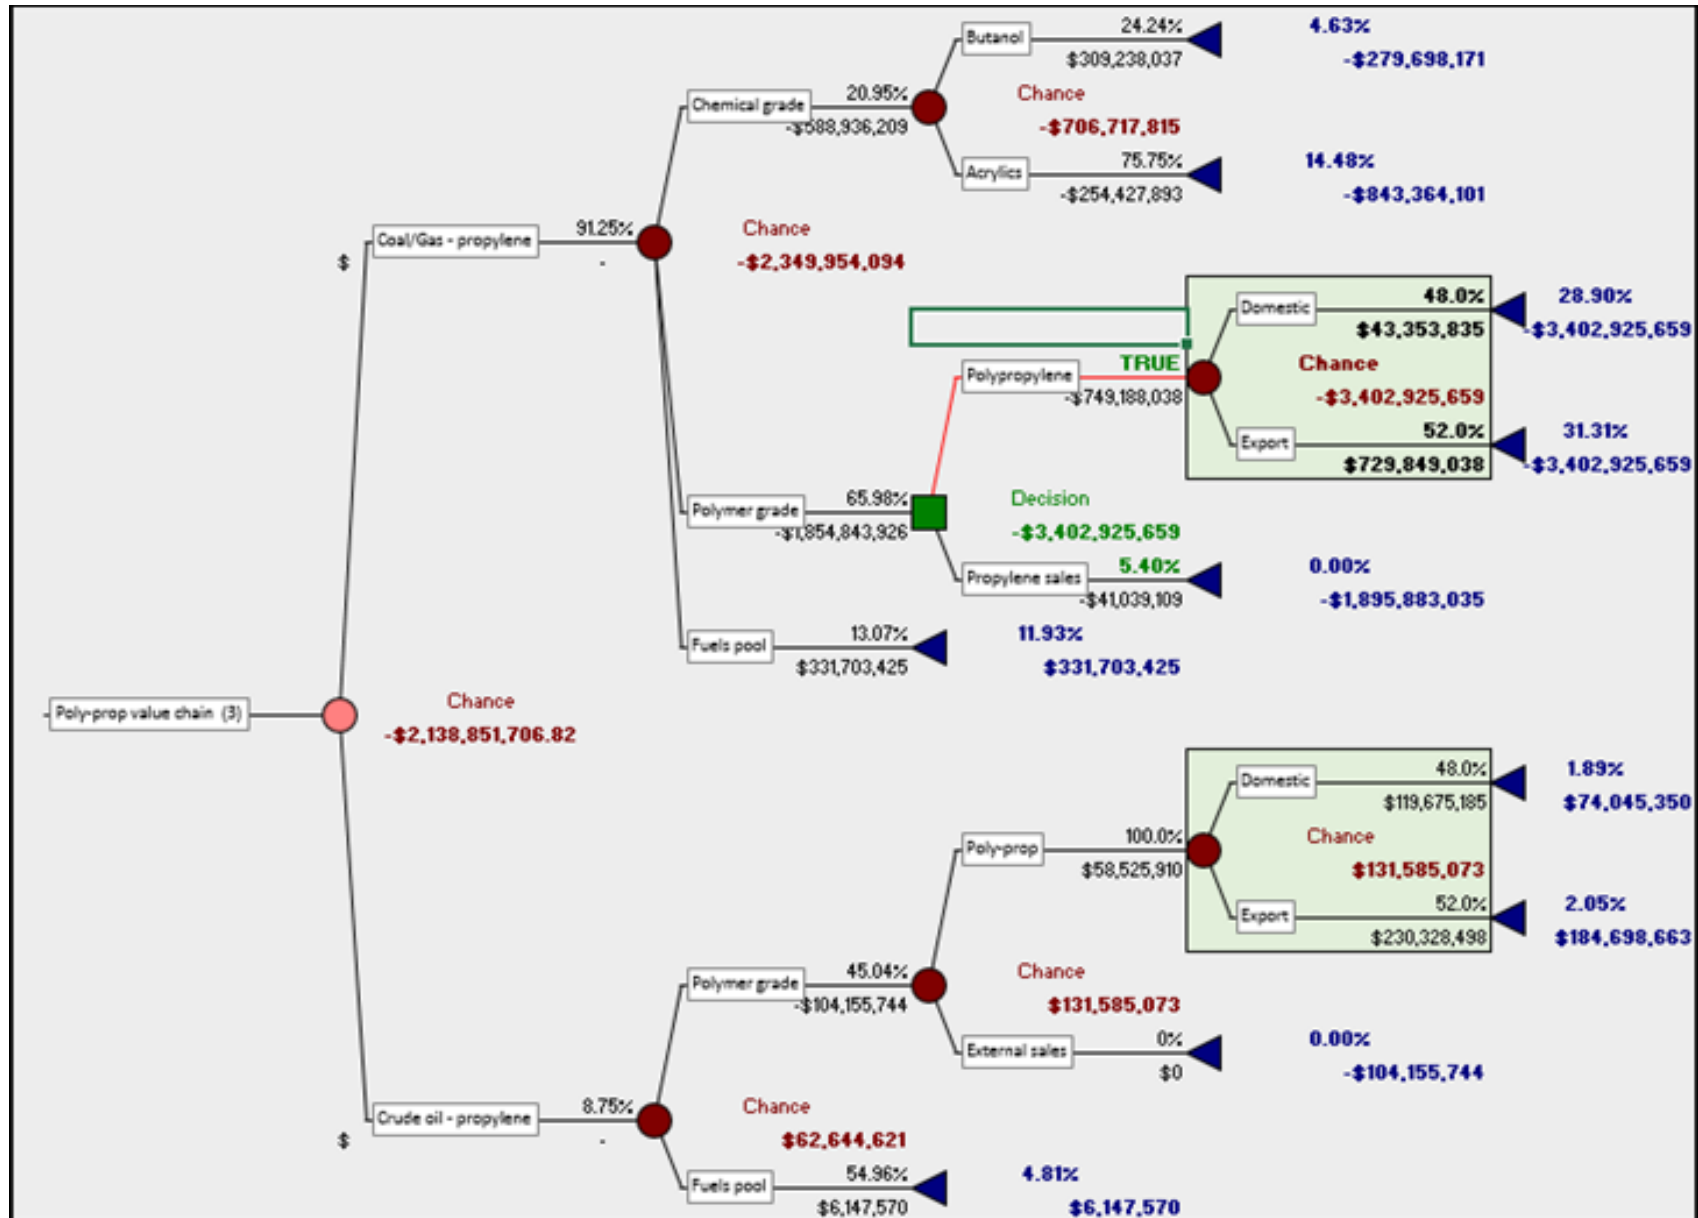 Butanol 24.24% 4.63%
$309,238,037 -$279,698,171
Chemical grade 20.95% Chance
-$588,936,209 -$706,717,815
Acrylics 75.75% 14.48%
-$254,427,893 -$843,364,101
Coal/Gas - propylene 91.25% Chance
$ - -$2,349,954,094
Domestic 48.0% 28.90%
$43,353,835 -$3,402,925,659
Polypropylene TRUE Chance
-$749,188,038 -$3,402,925,659
Export 52.0% 31.31%
$729,849,038 -$3,402,925,659
Polymer grade 65.98% Decision
-$1,854,843,926 -$3,402,925,659
Propylene sales 5.40% 0.00%
-$41,039,109 -$1,895,883,035
Fuels pool 13.07% 11.93%
$331,703,425 $331,703,425
Poly-prop value chain (3) Chance
-$2,138,851,706.82
Domestic 48.0% 1.89%
$119,675,185 $74,045,350
Poly-prop 100.0% Chance
$58,525,910 $131,585,073
Export 52.0% 2.05%
$230,328,498 $184,698,663
Polymer grade 45.04% Chance
-$104,155,744 $131,585,073
External sales 0% 0.00%
$0 -$104,155,744
Crude oil - propylene 8.75% Chance
$ - $62,644,621
Fuels pool 54.96% 4.81%
$6,147,570 $6,147,570